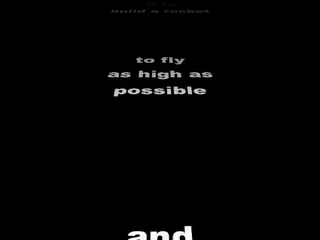 build a rocket
to fly
as high as
possible
and